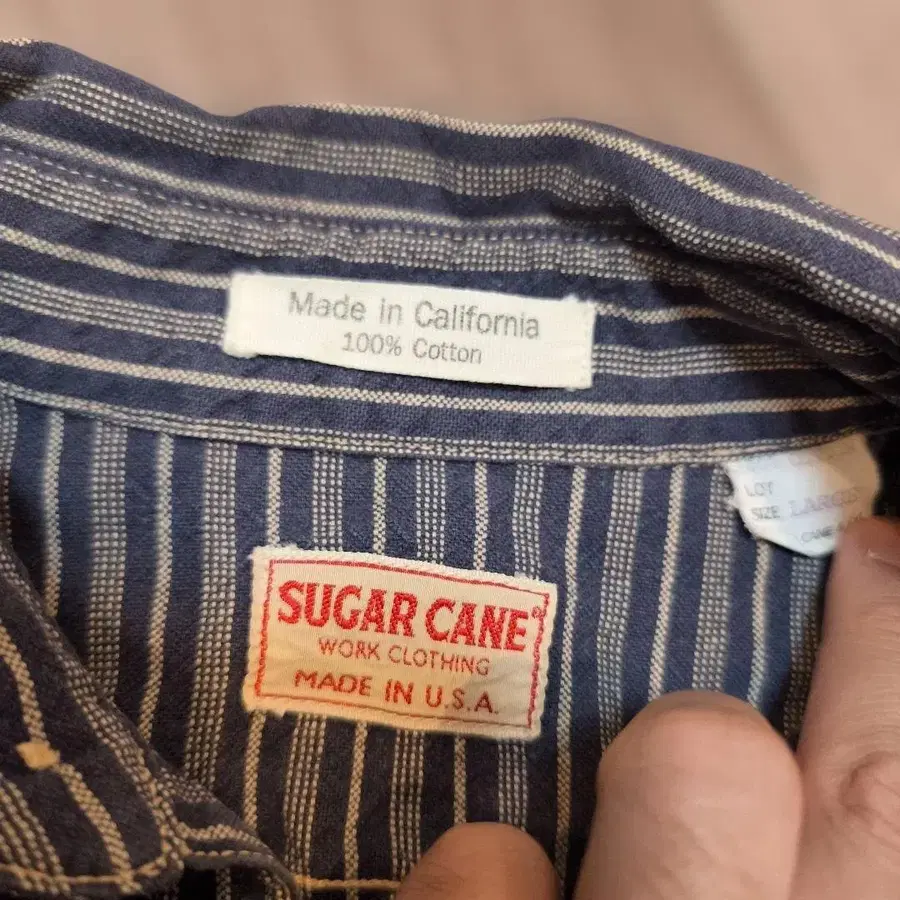 Made in California
100% Cotton
LOT
SIZE LARGE
SUGAR CANE®
WORK CLOTHING
MADE IN U.S.A.